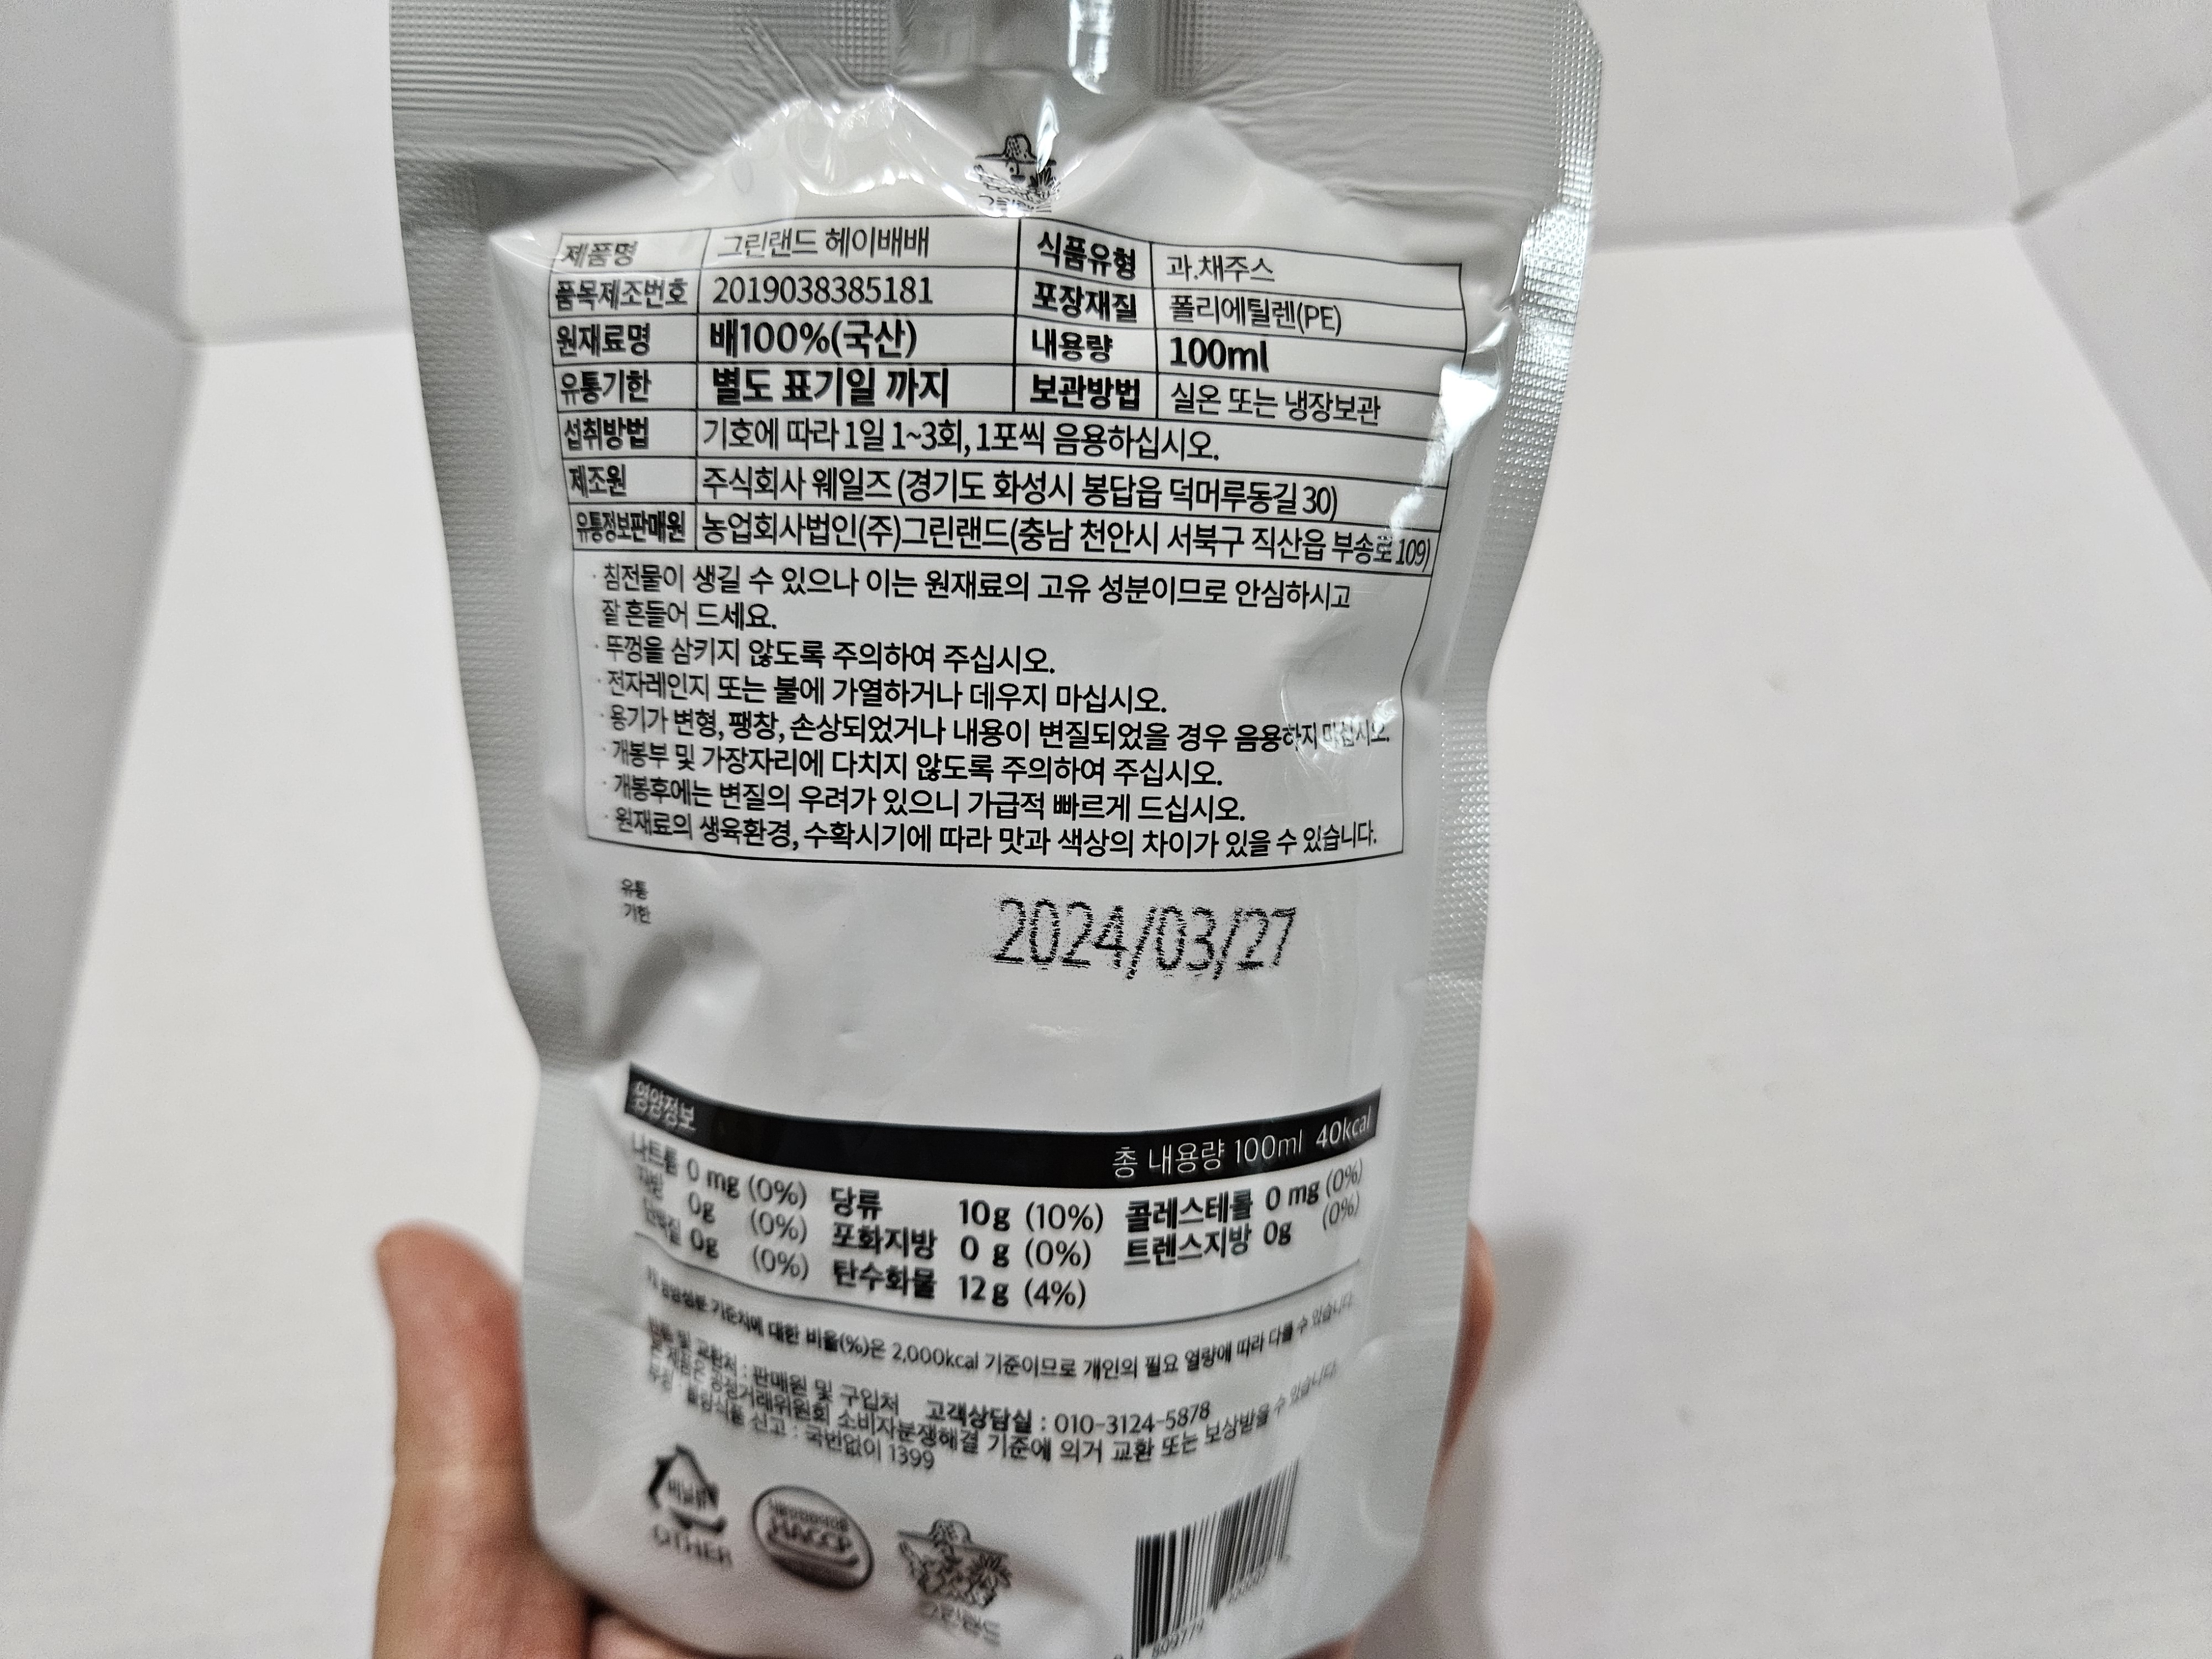 그린랜드
제품명 그린랜드 헤이배배 식품유형 과.채주스
품목제조번호 2019038385181 포장재질 폴리에틸렌(PE)
원재료명 배100%(국산) 내용량 100ml
유통기한 별도 표기일 까지 보관방법 실온 또는 냉장보관
섭취방법 기호에 따라 1일 1~3회, 1포씩 음용하십시오.
제조원 주식회사 웨일즈 (경기도 화성시 봉담읍 덕머루동길 30)
유통정보판매원 농업회사법인(주)그린랜드(충남 천안시 서북구 직산읍 부송로 109)
· 침전물이 생길 수 있으나 이는 원재료의 고유 성분이므로 안심하시고
잘 흔들어 드세요.
· 뚜껑을 삼키지 않도록 주의하여 주십시오.
· 전자레인지 또는 불에 가열하거나 데우지 마십시오.
· 용기가 변형, 팽창, 손상되었거나 내용이 변질되었을 경우 음용하지 마십시오.
· 개봉부 및 가장자리에 다치지 않도록 주의하여 주십시오.
· 개봉후에는 변질의 우려가 있으니 가급적 빠르게 드십시오.
· 원재료의 생육환경, 수확시기에 따라 맛과 색상의 차이가 있을 수 있습니다.
유통
기한
2024/03/27
영양정보 총 내용량 100ml 40kcal
나트륨 0 mg (0%) 당류 10g (10%) 콜레스테롤 0 mg (0%)
지방 0g (0%) 포화지방 0 g (0%) 트렌스지방 0g (0%)
단백질 0g (0%) 탄수화물 12g (4%)
1일 영양성분 기준치에 대한 비율(%)은 2,000kcal 기준이므로 개인의 필요 열량에 따라 다를 수 있습니다.
반품 및 교환처 : 판매원 및 구입처 고객상담실 : 010-3124-5878
본 제품은 공정거래위원회 소비자분쟁해결 기준에 의거 교환 또는 보상받을 수 있습니다.
부정·불량식품 신고 : 국번없이 1399
비닐류
OTHER
HACCP
그린랜드